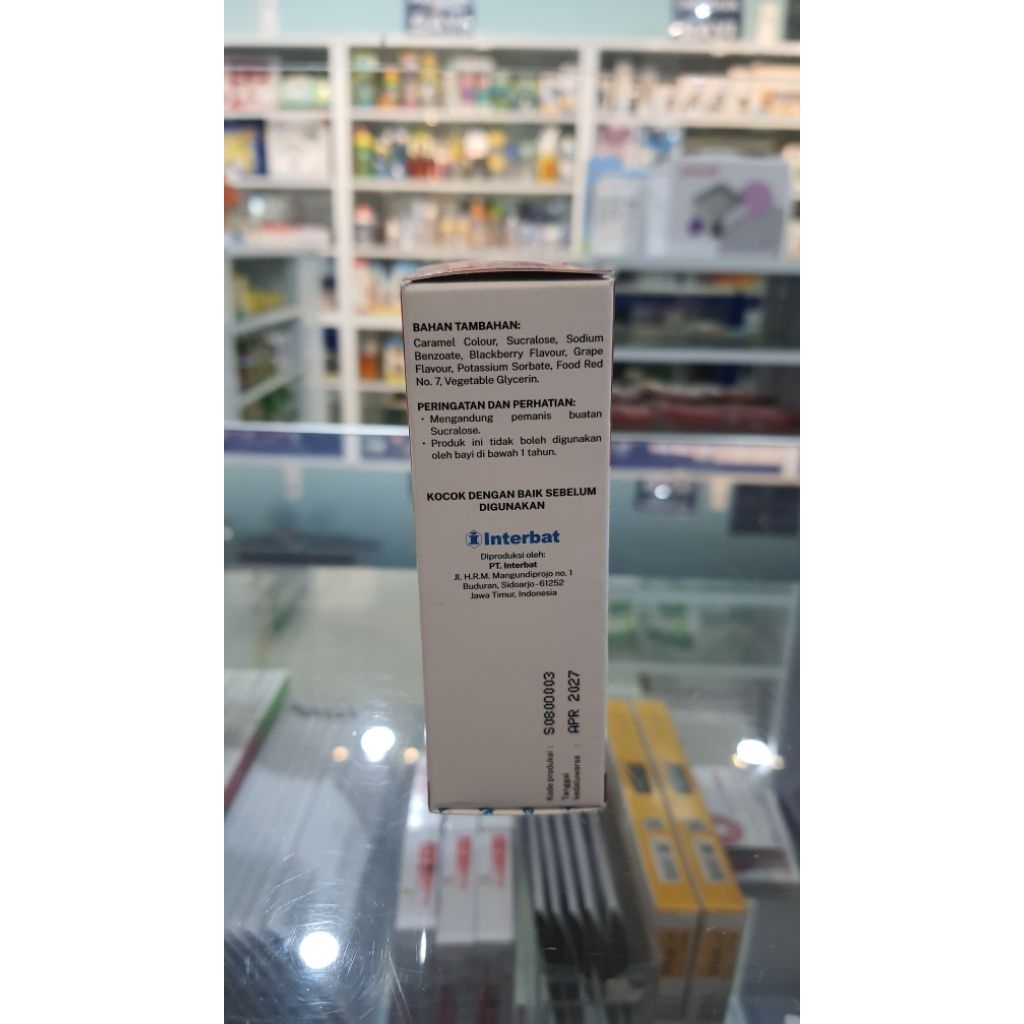 BAHAN TAMBAHAN:
Caramel Colour, Sucralose, Sodium
Benzoate, Blackberry Flavour, Grape
Flavour, Potassium Sorbate, Food Red
No. 7, Vegetable Glycerin.
PERINGATAN DAN PERHATIAN:
• Mengandung pemanis buatan
Sucralose.
• Produk ini tidak boleh digunakan
oleh bayi di bawah 1 tahun.
KOCOK DENGAN BAIK SEBELUM
DIGUNAKAN
Interbat
Diproduksi oleh:
PT. Interbat
Jl. H.R.M. Mangundiprojo no. 1
Buduran, Sidoarjo-61252
Jawa Timur, Indonesia
Kode produksi : S0800003
Tanggal
kedaluwarsa : APR 2027